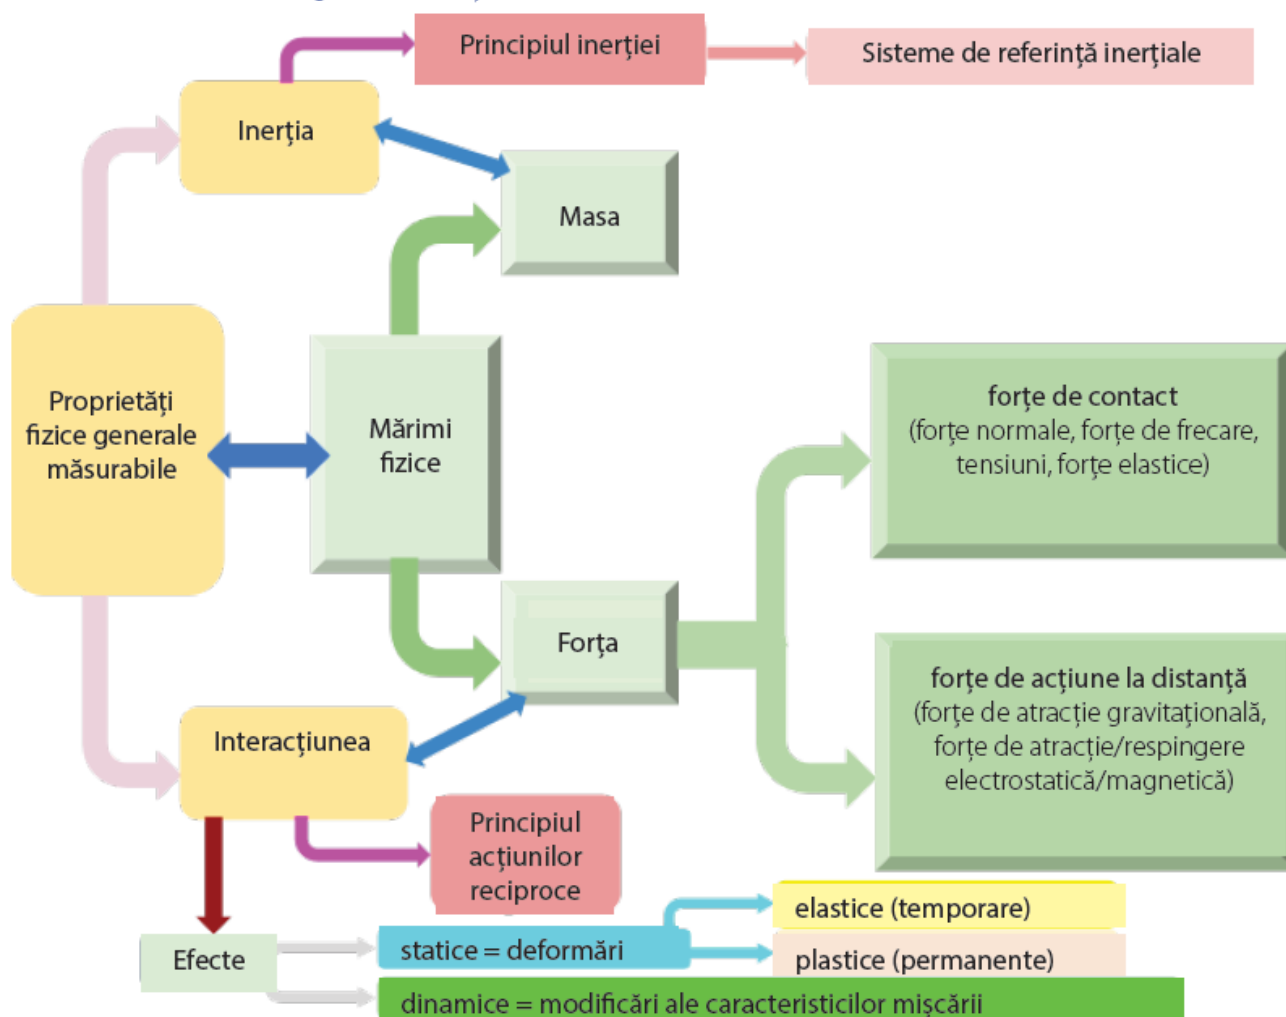 Principiul inerției
Sisteme de referință inerțiale
Inerția
Masa
Proprietăți
fizice generale
măsurabile
Mărimi
fizice
forțe de contact
(forțe normale, forțe de frecare,
tensiuni, forțe elastice)
Forța
forțe de acțiune la distanță
(forțe de atracție gravitațională,
forțe de atracție/respingere
electrostatică/magnetică)
Interacțiunea
Principiul
acțiunilor
reciproce
Efecte
statice = deformări
elastice (temporare)
plastice (permanente)
dinamice = modificări ale caracteristicilor mișcării